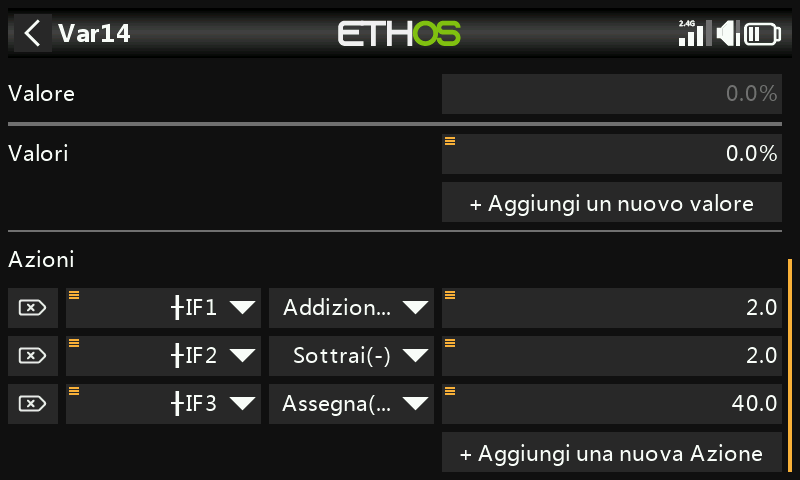 Var14
ETHOS
2.4G
Valore 0.0%
Valori 0.0%
+ Aggiungi un nuovo valore
Azioni
IF1 Addizion... 2.0
IF2 Sottrai(-) 2.0
IF3 Assegna(... 40.0
+ Aggiungi una nuova Azione